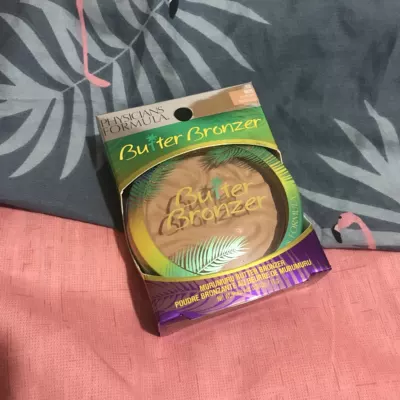 PHYSICIANS
FORMULA
Butter Bronzer
Butter
Bronzer
MURUMURU BUTTER BRONZER
POUDRE BRONZANTE AU BEURRE DE MURUMURU